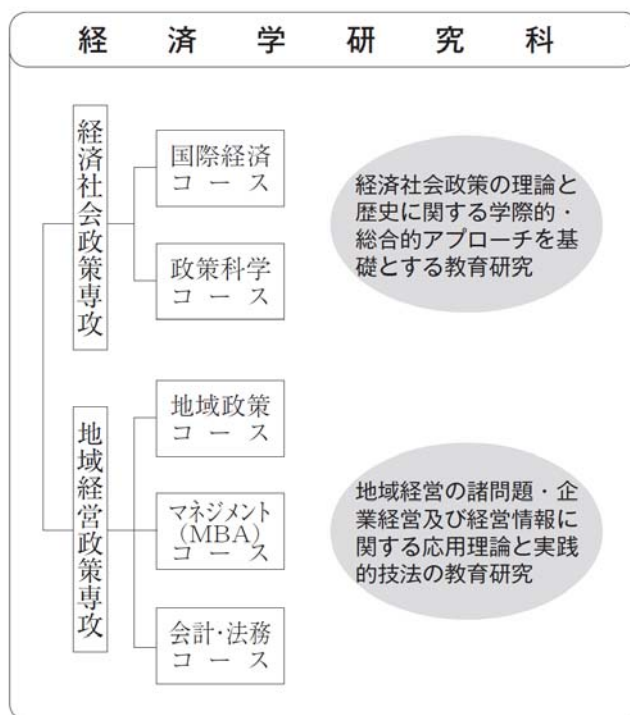 経済学研究科
経済社会政策専攻
国際経済
コース
政策科学
コース
経済社会政策の理論と
歴史に関する学際的・
総合的アプローチを基
礎とする教育研究
地域経営政策専攻
地域政策
コース
マネジメント
(MBA)
コース
会計・法務
コース
地域経営の諸問題・企
業経営及び経営情報に
関する応用理論と実践
的技法の教育研究